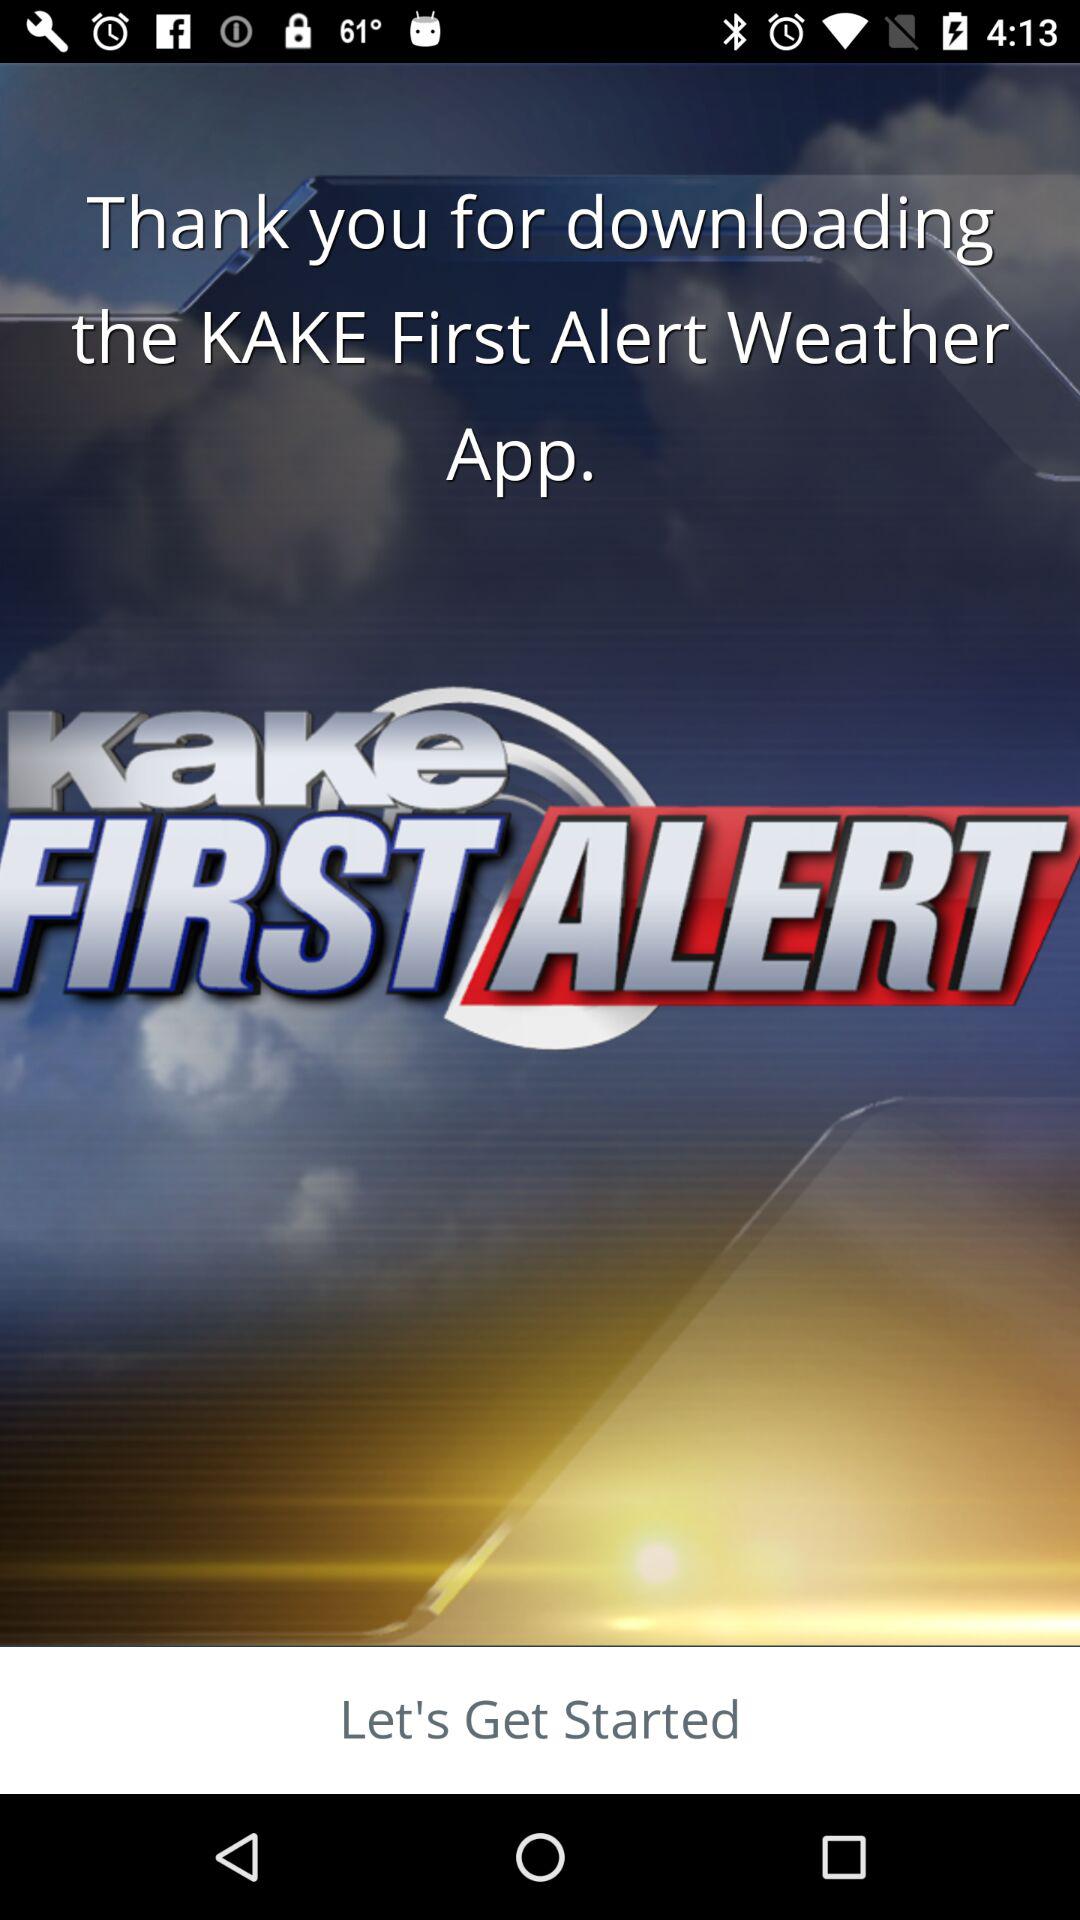 61° 4:13
Thank you for downloading
the KAKE First Alert Weather
App.
kake
FIRST ALERT
Let's Get Started